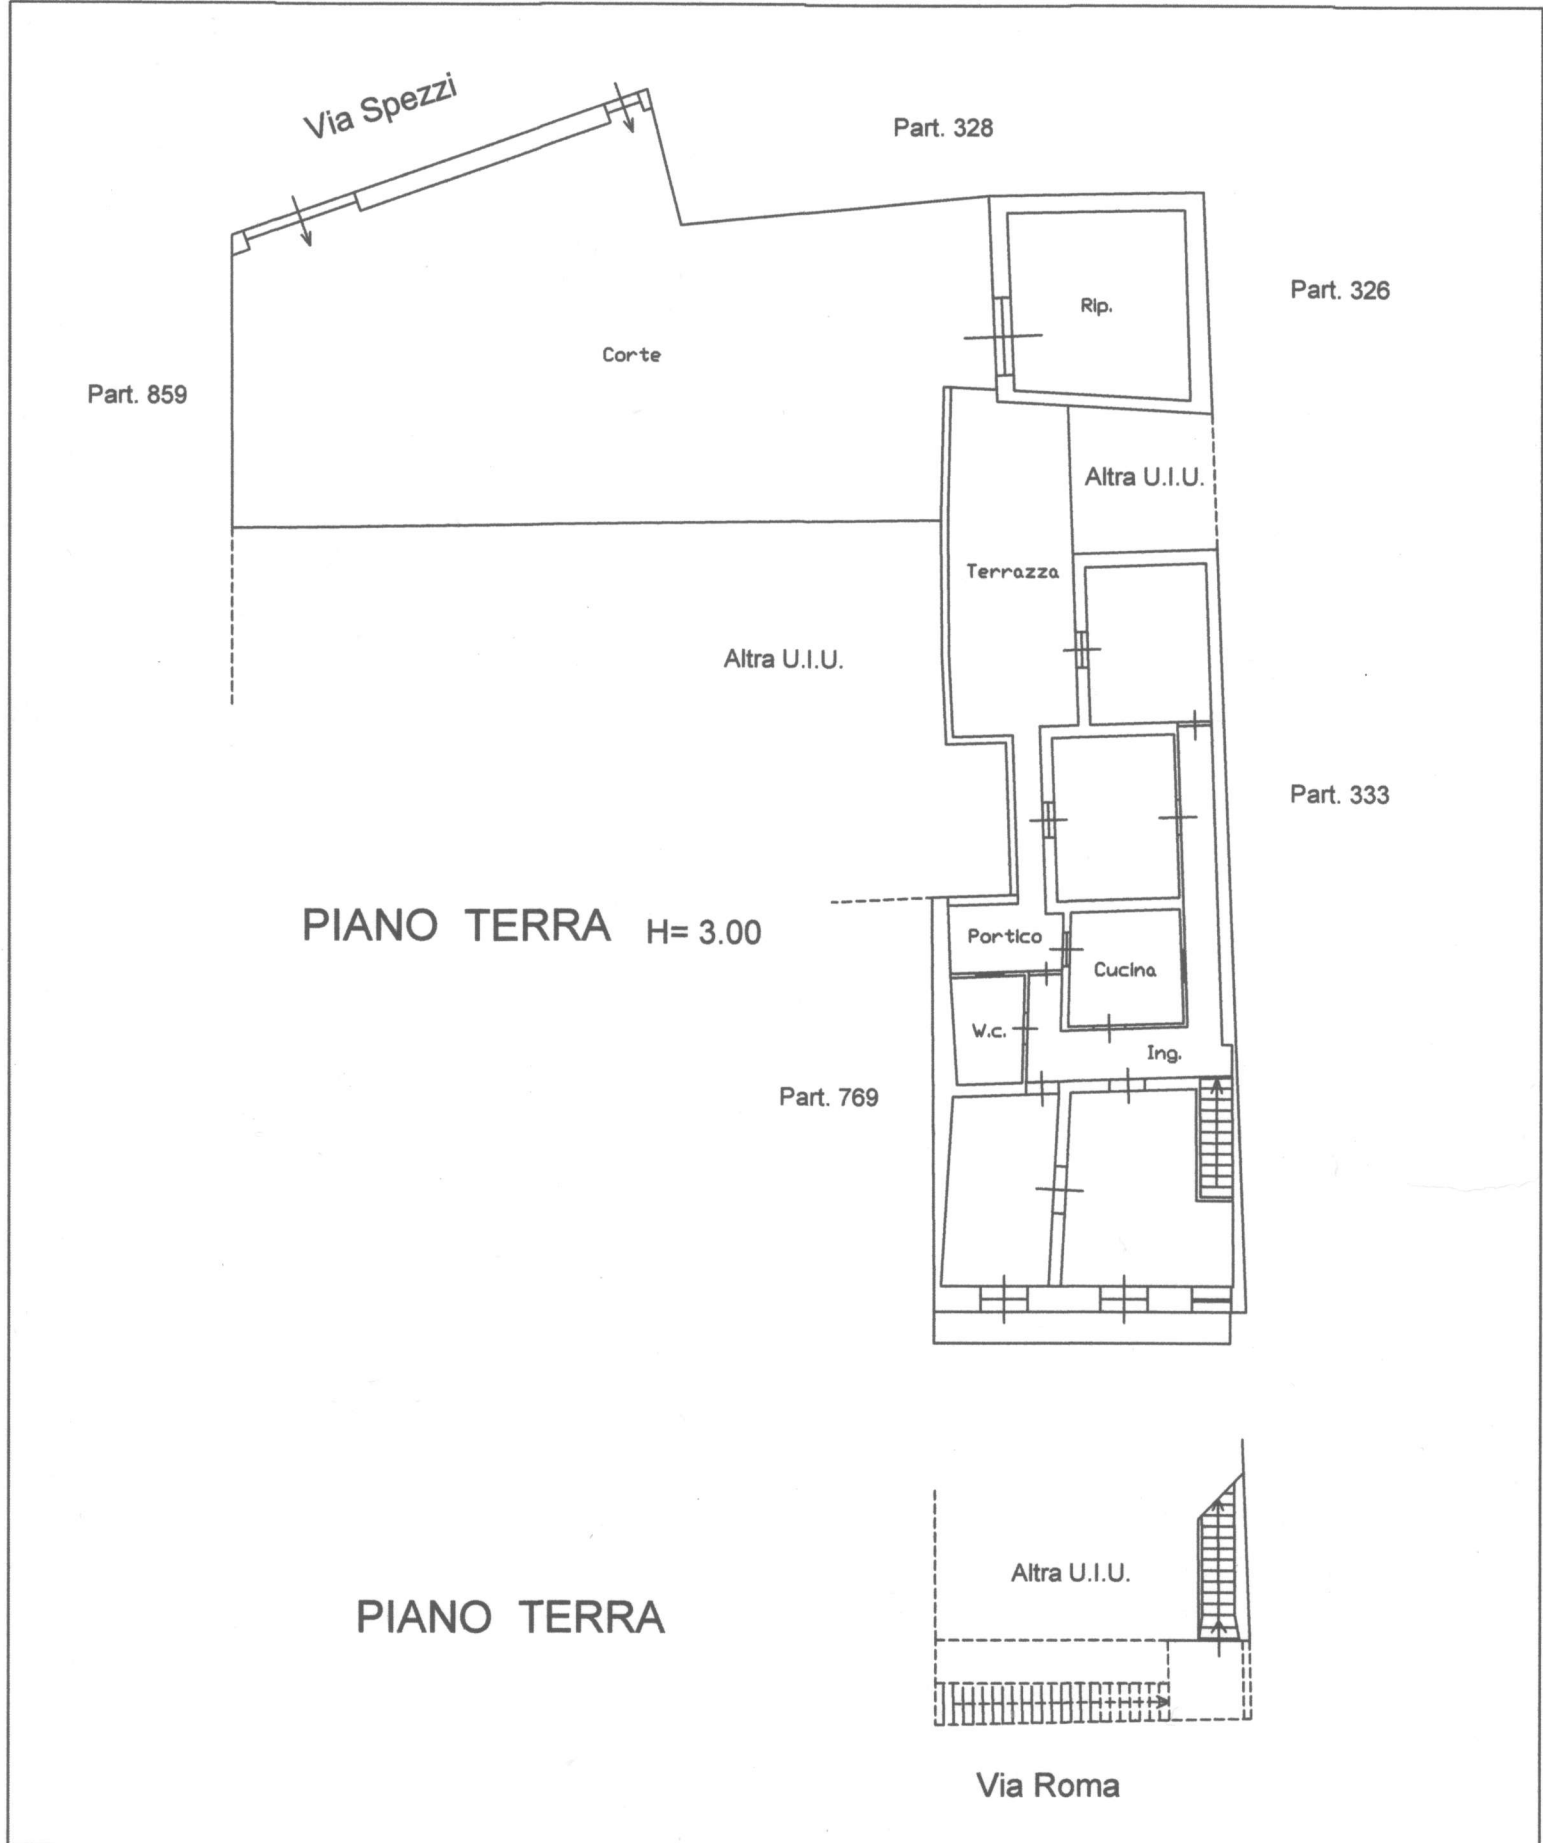 Via Spezzi
Part. 328
Part. 326
Rip.
Corte
Part. 859
Altra U.I.U.
Terrazza
Altra U.I.U.
Part. 333
PIANO TERRA H= 3.00
Portico
Cucina
W.c.
Ing.
Part. 769
Altra U.I.U.
PIANO TERRA
Via Roma